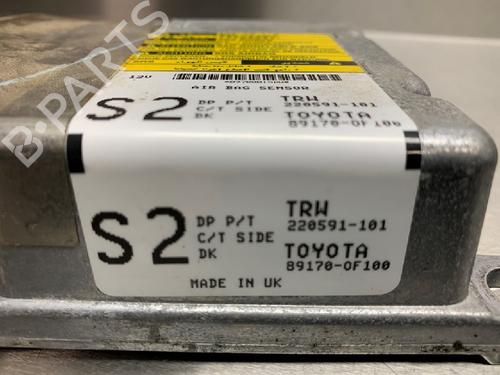 B-PARTS
12V
AIR BAG SENSOR
S2
DP P/T
C/T SIDE
DK
TRW
220591-101
TOYOTA
89170-0F100
S2
DP P/T
C/T SIDE
DK
TRW
220591-101
TOYOTA
89170-0F100
MADE IN UK